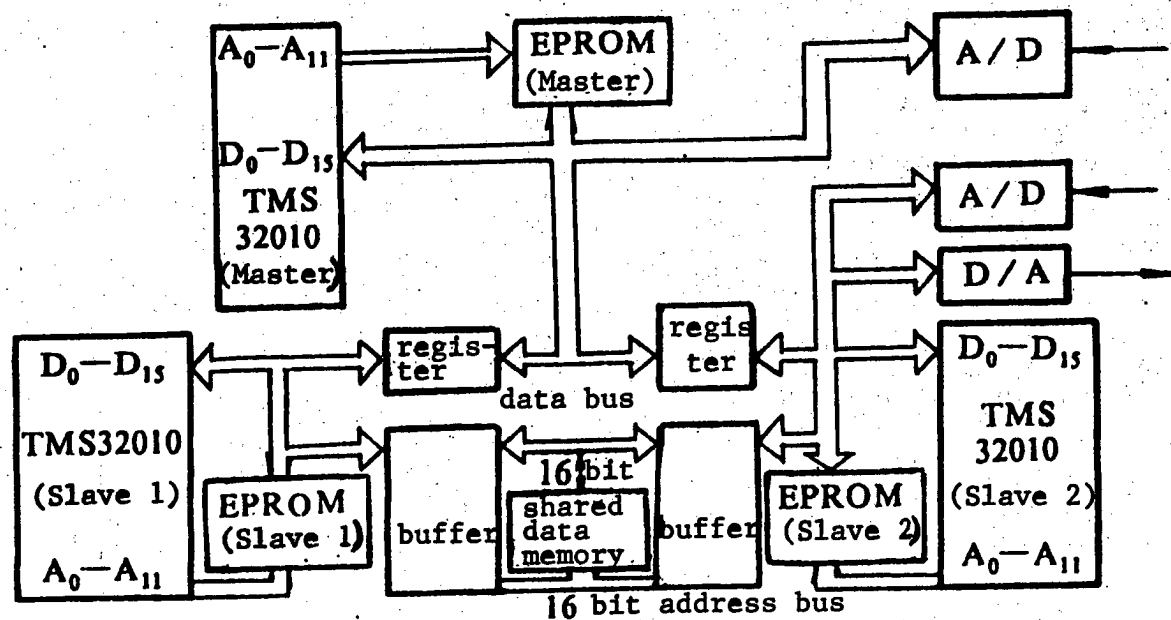 A₀—A₁₁
D₀—D₁₅
TMS
32010
(Master)
EPROM
(Master)
A/D
A/D
D/A
D₀—D₁₅
TMS32010
(Slave 1)
A₀—A₁₁
EPROM
(Slave 1)
regis-
ter
regis
ter
data bus
buffer
16 bit
shared
data
memory
buffer
EPROM
(Slave 2)
D₀—D₁₅
TMS
32010
(Slave 2)
A₀—A₁₁
16 bit address bus